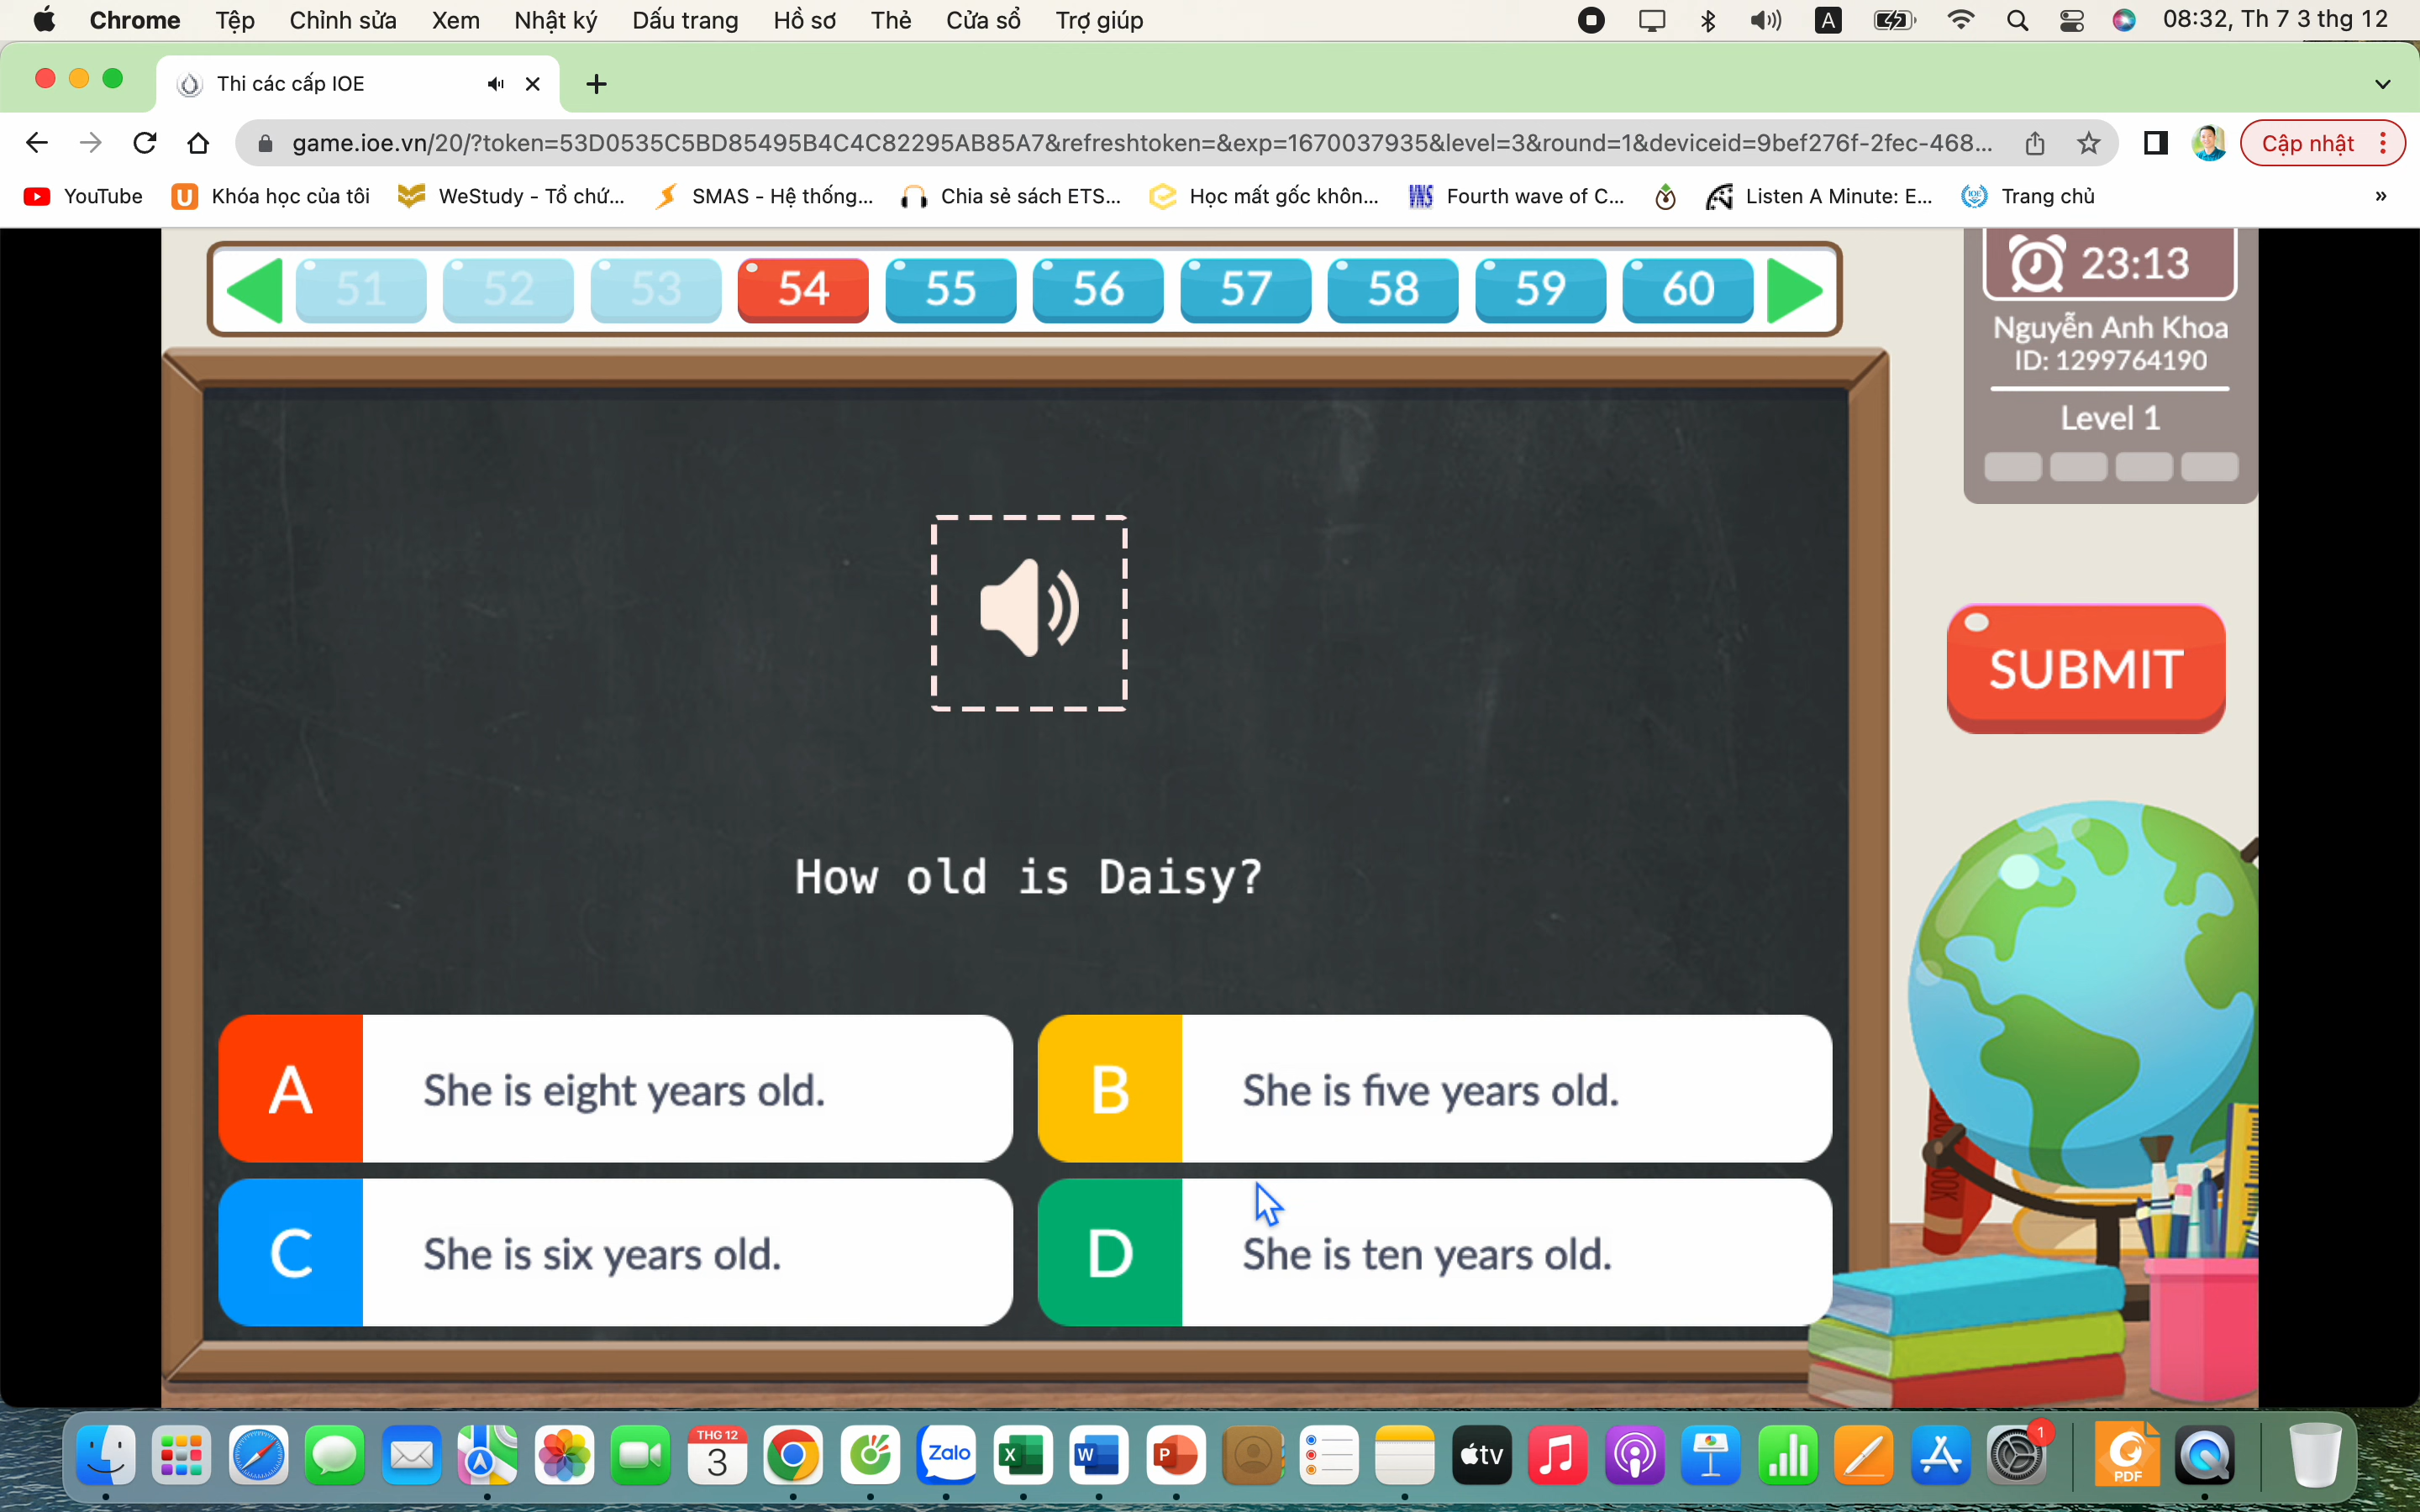 Chrome Tệp Chỉnh sửa Xem Nhật ký Dấu trang Hồ sơ Thẻ Cửa sổ Trợ giúp A 08:32, Th 7 3 thg 12
Thi các cấp IOE
game.ioe.vn/20/?token=53D0535C5BD85495B4C4C82295AB85A7&refreshtoken=&exp=1670037935&level=3&round=1&deviceid=9bef276f-2fec-468... Cập nhật
YouTube Khóa học của tôi WeStudy - Tổ chứ... SMAS - Hệ thống... Chia sẻ sách ETS... Học mất gốc khôn... Fourth wave of C... Listen A Minute: E... Trang chủ »
51 52 53 54 55 56 57 58 59 60
23:13
Nguyễn Anh Khoa
ID: 1299764190
Level 1
SUBMIT
How old is Daisy?
A She is eight years old.
B She is five years old.
C She is six years old.
D She is ten years old.
THG 12
3
Zalo
X
W
P
tv
1
PDF